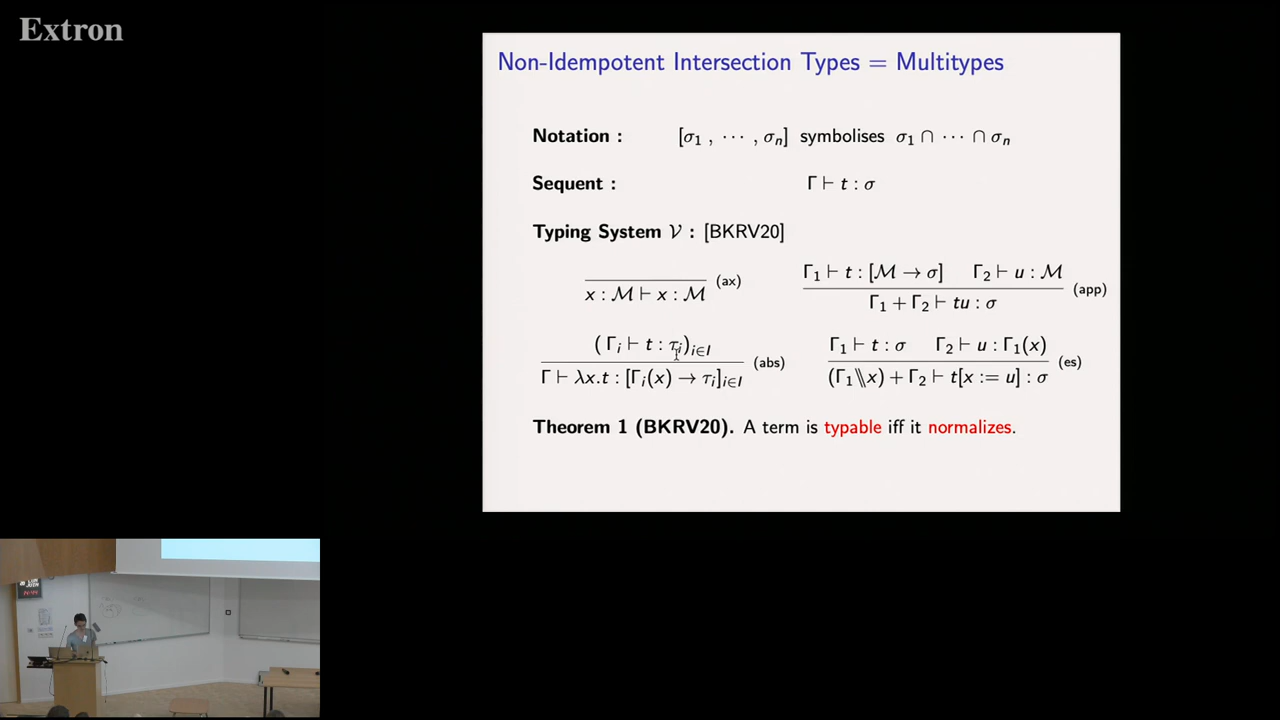 Extron
Non-Idempotent Intersection Types = Multitypes
Notation : [σ₁ , ⋯ , σₙ] symbolises σ₁ ∩ ⋯ ∩ σₙ
Sequent : Γ ⊢ t : σ
Typing System 𝒱 : [BKRV20]
x : ℳ ⊢ x : ℳ (ax)
Γ₁ ⊢ t : [ℳ → σ] Γ₂ ⊢ u : ℳ
Γ₁ + Γ₂ ⊢ tu : σ (app)
( Γᵢ ⊢ t : τᵢ)ᵢ∈I
Γ ⊢ λx.t : [Γᵢ(x) → τᵢ]ᵢ∈I (abs)
Γ₁ ⊢ t : σ Γ₂ ⊢ u : Γ₁(x)
(Γ₁ \\ x) + Γ₂ ⊢ t[x := u] : σ (es)
Theorem 1 (BKRV20). A term is typable iff it normalizes.